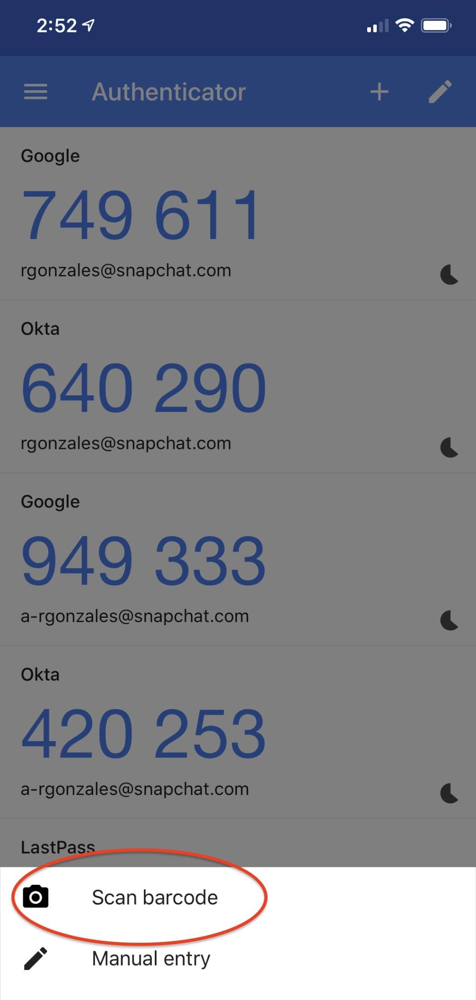 2:52
Authenticator
Google
749 611
rgonzales@snapchat.com
Okta
640 290
rgonzales@snapchat.com
Google
949 333
a-rgonzales@snapchat.com
Okta
420 253
a-rgonzales@snapchat.com
LastPass
Scan barcode
Manual entry